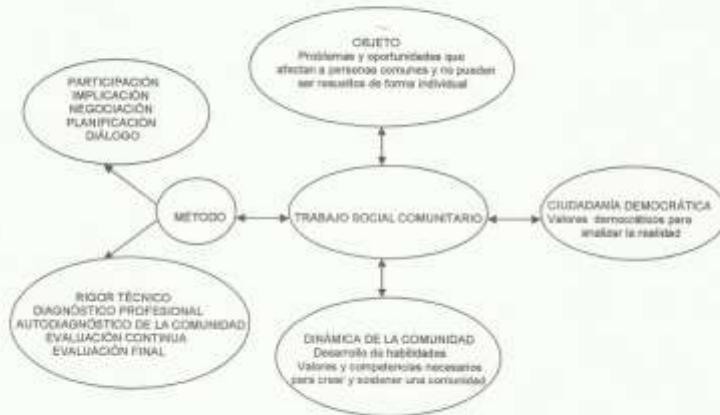 OBJETO
Problemas y oportunidades que
afectan a personas comunes y no pueden
ser resueltos de forma individual
PARTICIPACIÓN
IMPLICACIÓN
NEGOCIACIÓN
PLANIFICACIÓN
DIÁLOGO
MÉTODO
TRABAJO SOCIAL COMUNITARIO
CIUDADANÍA DEMOCRÁTICA
Valores democráticos para
analizar la realidad
RIGOR TÉCNICO
DIAGNÓSTICO PROFESIONAL
AUTODIAGNÓSTICO DE LA COMUNIDAD
EVALUACIÓN CONTINUA
EVALUACIÓN FINAL
DINÁMICA DE LA COMUNIDAD
Desarrollo de habilidades
Valores y competencias necesarios
para crear y sostener una comunidad